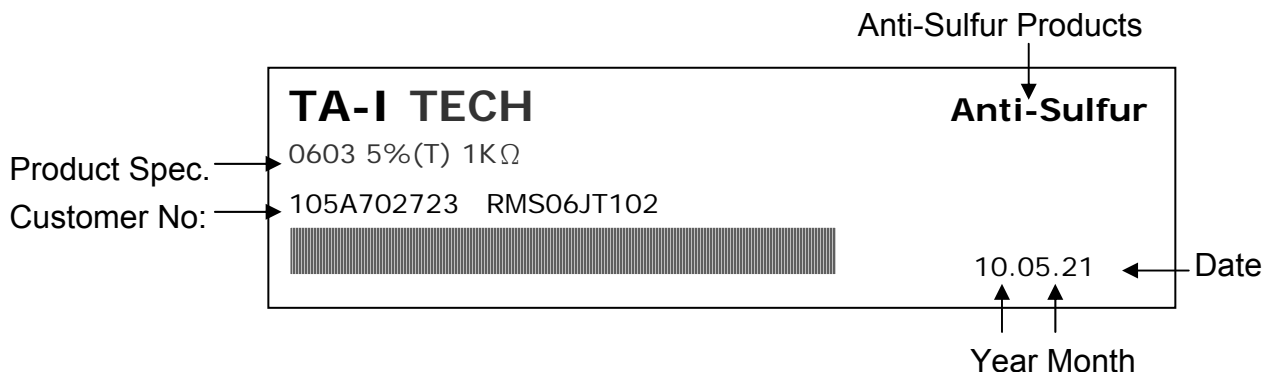 Anti-Sulfur Products
TA-I TECH
Anti-Sulfur
0603 5%(T) 1KΩ
Product Spec.
105A702723 RMS06JT102
Customer No:
10.05.21
Date
Year Month